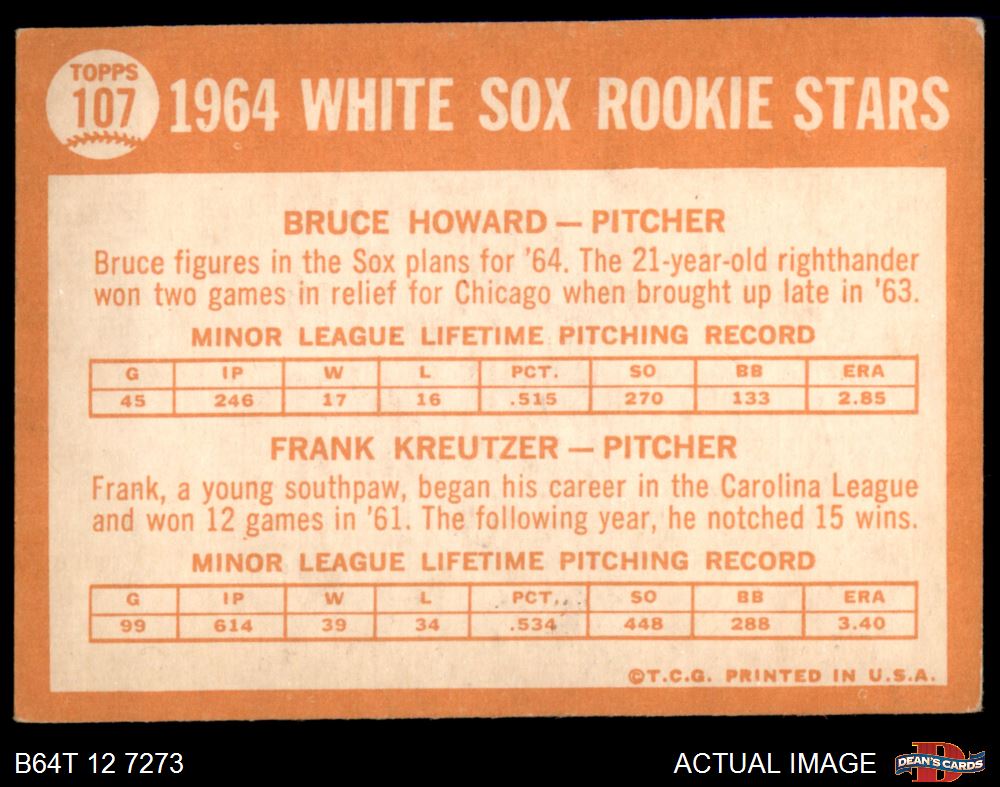 TOPPS
107
1964 WHITE SOX ROOKIE STARS
BRUCE HOWARD — PITCHER
Bruce figures in the Sox plans for '64. The 21-year-old righthander
won two games in relief for Chicago when brought up late in '63.
MINOR LEAGUE LIFETIME PITCHING RECORD
G IP W L PCT. SO BB ERA
45 246 17 16 .515 270 133 2.85
FRANK KREUTZER — PITCHER
Frank, a young southpaw, began his career in the Carolina League
and won 12 games in '61. The following year, he notched 15 wins.
MINOR LEAGUE LIFETIME PITCHING RECORD
G IP W L PCT. SO BB ERA
99 614 39 34 .534 448 288 3.40
©T.C.G. PRINTED IN U.S.A.
B64T 12 7273
ACTUAL IMAGE
DEAN'S CARDS